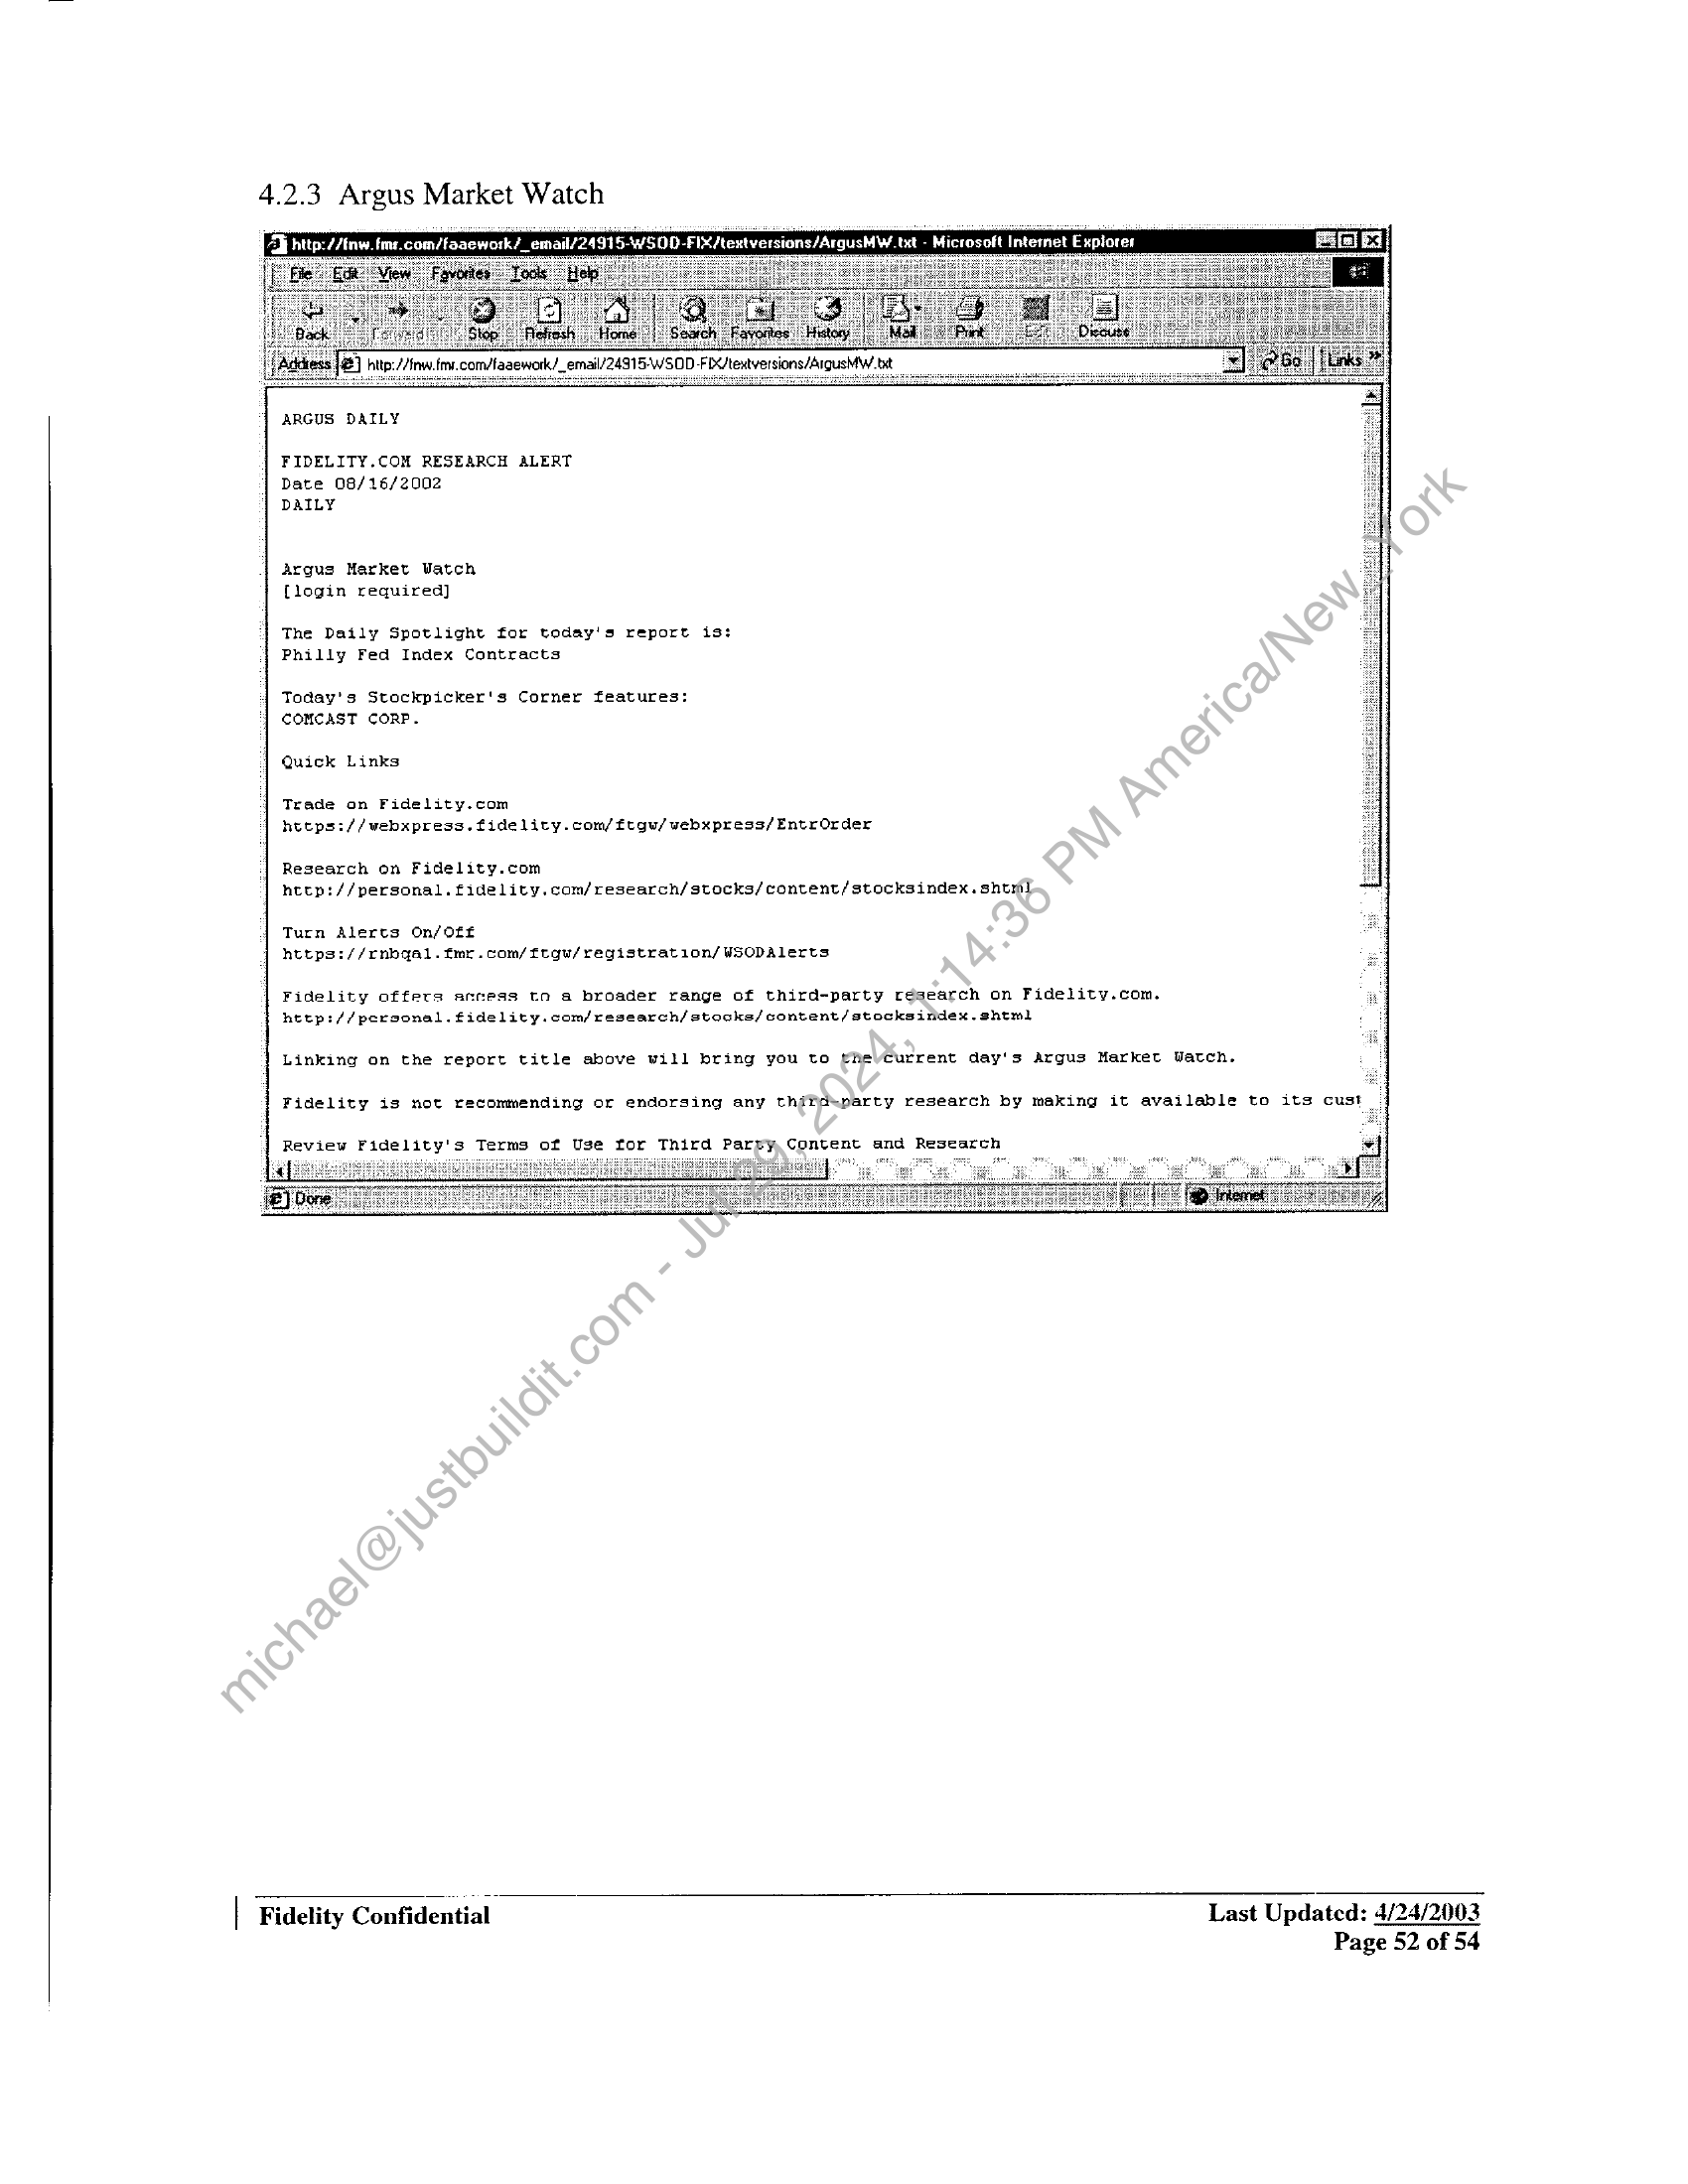 4.2.3 Argus Market Watch
http://fnw.fmr.com/faaework/_email/24915-WSOD-FIX/textversions/ArgusMW.txt - Microsoft Internet Explorer
File Edit View Favorites Tools Help
Back Forward Stop Refresh Home Search Favorites History Mail Print Edit Discuss
Address http://fnw.fmr.com/faaework/_email/24915-WSOD-FIX/textversions/ArgusMW.txt Go Links »
ARGUS DAILY
FIDELITY.COM RESEARCH ALERT
Date 08/16/2002
DAILY
Argus Market Watch
[login required]
The Daily Spotlight for today's report is:
Philly Fed Index Contracts
Today's Stockpicker's Corner features:
COMCAST CORP.
Quick Links
Trade on Fidelity.com
https://webxpress.fidelity.com/ftgw/webxpress/EntrOrder
Research on Fidelity.com
http://personal.fidelity.com/research/stocks/content/stocksindex.shtml
Turn Alerts On/Off
https://rnbqa1.fmr.com/ftgw/registration/WSODAlerts
Fidelity offers access to a broader range of third-party research on Fidelity.com.
http://personal.fidelity.com/research/stocks/content/stocksindex.shtml
Linking on the report title above will bring you to the current day's Argus Market Watch.
Fidelity is not recommending or endorsing any third-party research by making it available to its cust
Review Fidelity's Terms of Use for Third Party Content and Research
Done Internet
michael@justbuildit.com - Jul 29, 2024, 1:14:36 PM America/New_York
Fidelity Confidential
Last Updated: 4/24/2003
Page 52 of 54